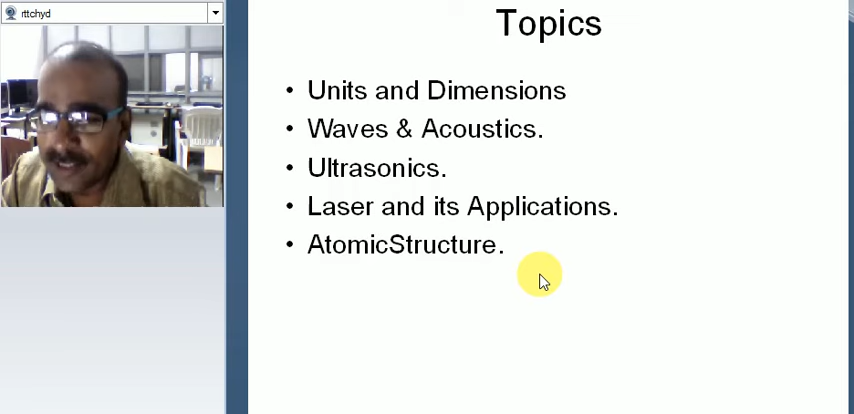 rttchyd
Topics
• Units and Dimensions
• Waves & Acoustics.
• Ultrasonics.
• Laser and its Applications.
• AtomicStructure.